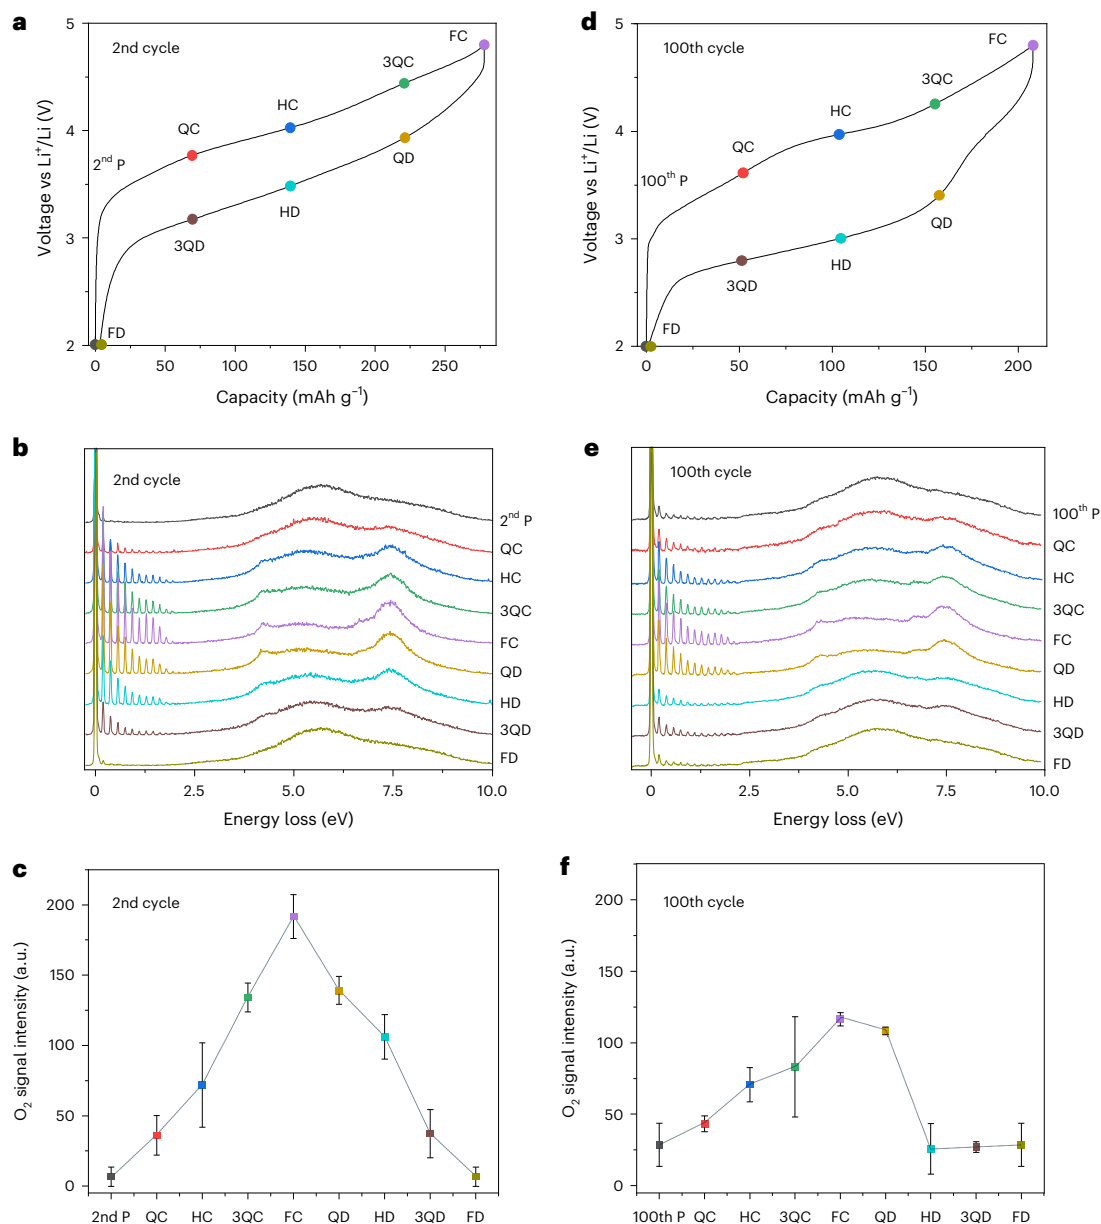 a
2nd cycle
5
4
3
2
Voltage vs Li⁺/Li (V)
2ⁿᵈ P
QC
HC
3QC
FC
QD
HD
3QD
FD
0
50
100
150
200
250
Capacity (mAh g⁻¹)
d
100th cycle
5
4
3
2
Voltage vs Li⁺/Li (V)
100ᵗʰ P
QC
HC
3QC
FC
QD
HD
3QD
FD
0
50
100
150
200
Capacity (mAh g⁻¹)
b
2nd cycle
2ⁿᵈ P
QC
HC
3QC
FC
QD
HD
3QD
FD
0
2.5
5.0
7.5
10.0
Energy loss (eV)
e
100th cycle
100ᵗʰ P
QC
HC
3QC
FC
QD
HD
3QD
FD
0
2.5
5.0
7.5
10.0
Energy loss (eV)
c
2nd cycle
200
150
100
50
0
O₂ signal intensity (a.u.)
2nd P
QC
HC
3QC
FC
QD
HD
3QD
FD
f
100th cycle
200
150
100
50
0
O₂ signal intensity (a.u.)
100th P
QC
HC
3QC
FC
QD
HD
3QD
FD